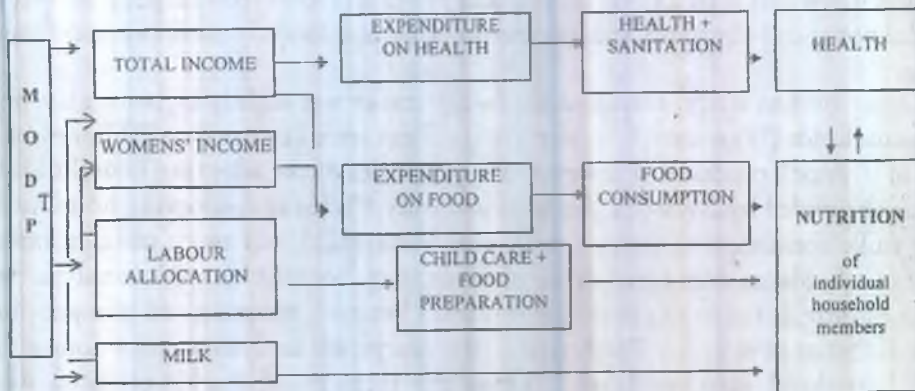 M
O
D
T
P
TOTAL INCOME
WOMENS' INCOME
LABOUR
ALLOCATION
MILK
EXPENDITURE
ON HEALTH
EXPENDITURE
ON FOOD
CHILD CARE +
FOOD
PREPARATION
HEALTH +
SANITATION
FOOD
CONSUMPTION
HEALTH
NUTRITION
of
individual
household
members